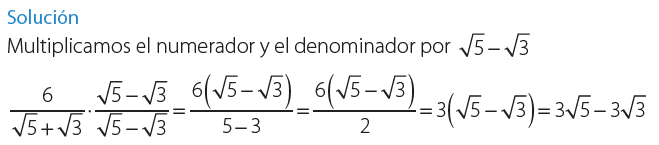 Solución
Multiplicamos el numerador y el denominador por √5 – √3
6/(√5 + √3) · (√5 – √3)/(√5 – √3) = 6(√5 – √3)/(5 – 3) = 6(√5 – √3)/2 = 3(√5 – √3) = 3√5 – 3√3